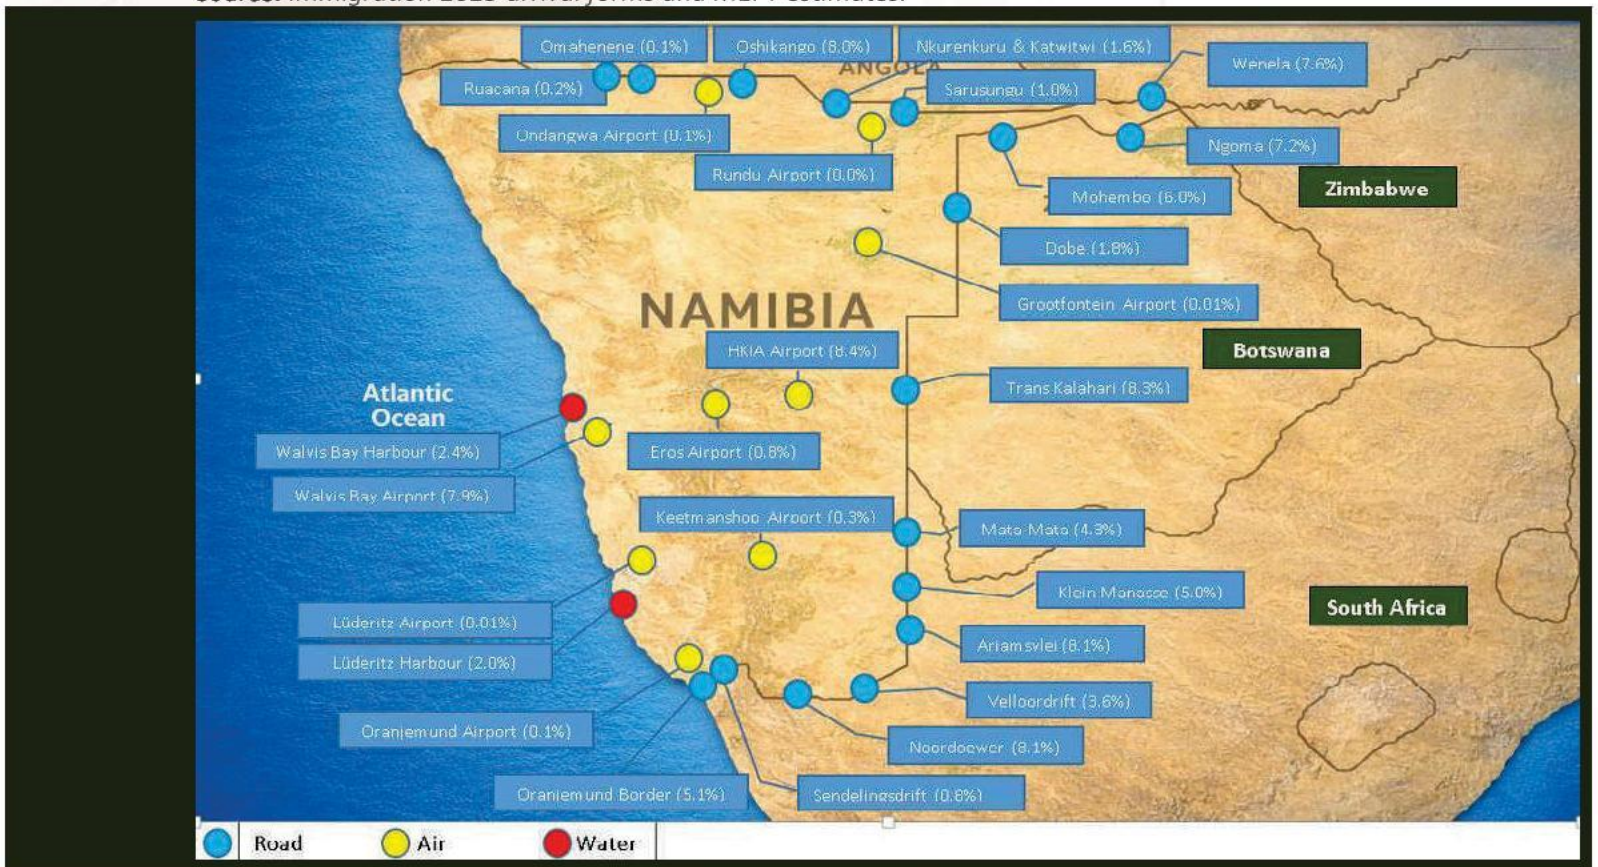 Omahenene (0.1%)
Oshikango (8.0%)
Nkurenkuru & Katwitwi (1.6%)
Wenela (7.6%)
ANGOLA
Ruacana (0.2%)
Sarusungu (1.0%)
Ondangwa Airport (0.1%)
Ngoma (7.2%)
Rundu Airport (0.0%)
Zimbabwe
Mohembo (6.0%)
Dobe (1.8%)
Grootfontein Airport (0.01%)
NAMIBIA
HKIA Airport (8.4%)
Botswana
Trans Kalahari (8.3%)
Atlantic
Ocean
Walvis Bay Harbour (2.4%)
Eros Airport (0.8%)
Walvis Bay Airport (7.9%)
Keetmanshop Airport (0.3%)
Mata Mata (4.3%)
Klein Manasse (5.0%)
South Africa
Lüderitz Airport (0.01%)
Ariamsvlei (8.1%)
Lüderitz Harbour (2.0%)
Velloordrift (3.6%)
Oranjemund Airport (0.1%)
Noordoewer (8.1%)
Oranjemund Border (5.1%)
Sendelingsdrift (0.8%)
Road
Air
Water